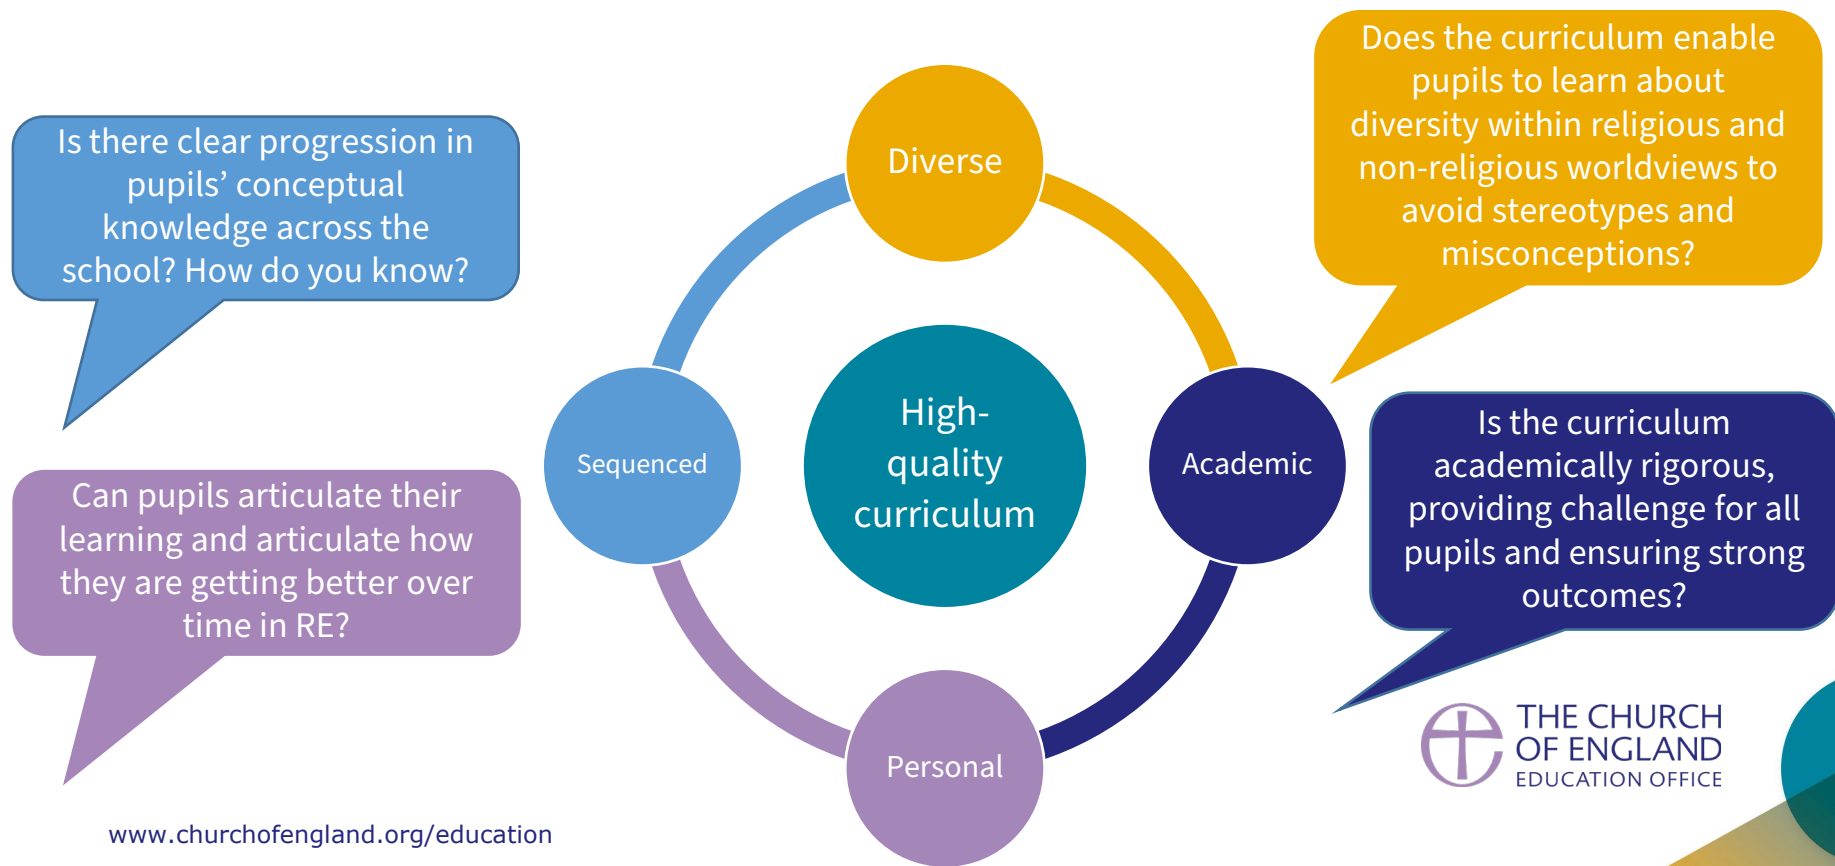 Is there clear progression in
pupils’ conceptual
knowledge across the
school? How do you know?
Can pupils articulate their
learning and articulate how
they are getting better over
time in RE?
Diverse
Sequenced
High-
quality
curriculum
Academic
Personal
Does the curriculum enable
pupils to learn about
diversity within religious and
non-religious worldviews to
avoid stereotypes and
misconceptions?
Is the curriculum
academically rigorous,
providing challenge for all
pupils and ensuring strong
outcomes?
THE CHURCH
OF ENGLAND
EDUCATION OFFICE
www.churchofengland.org/education